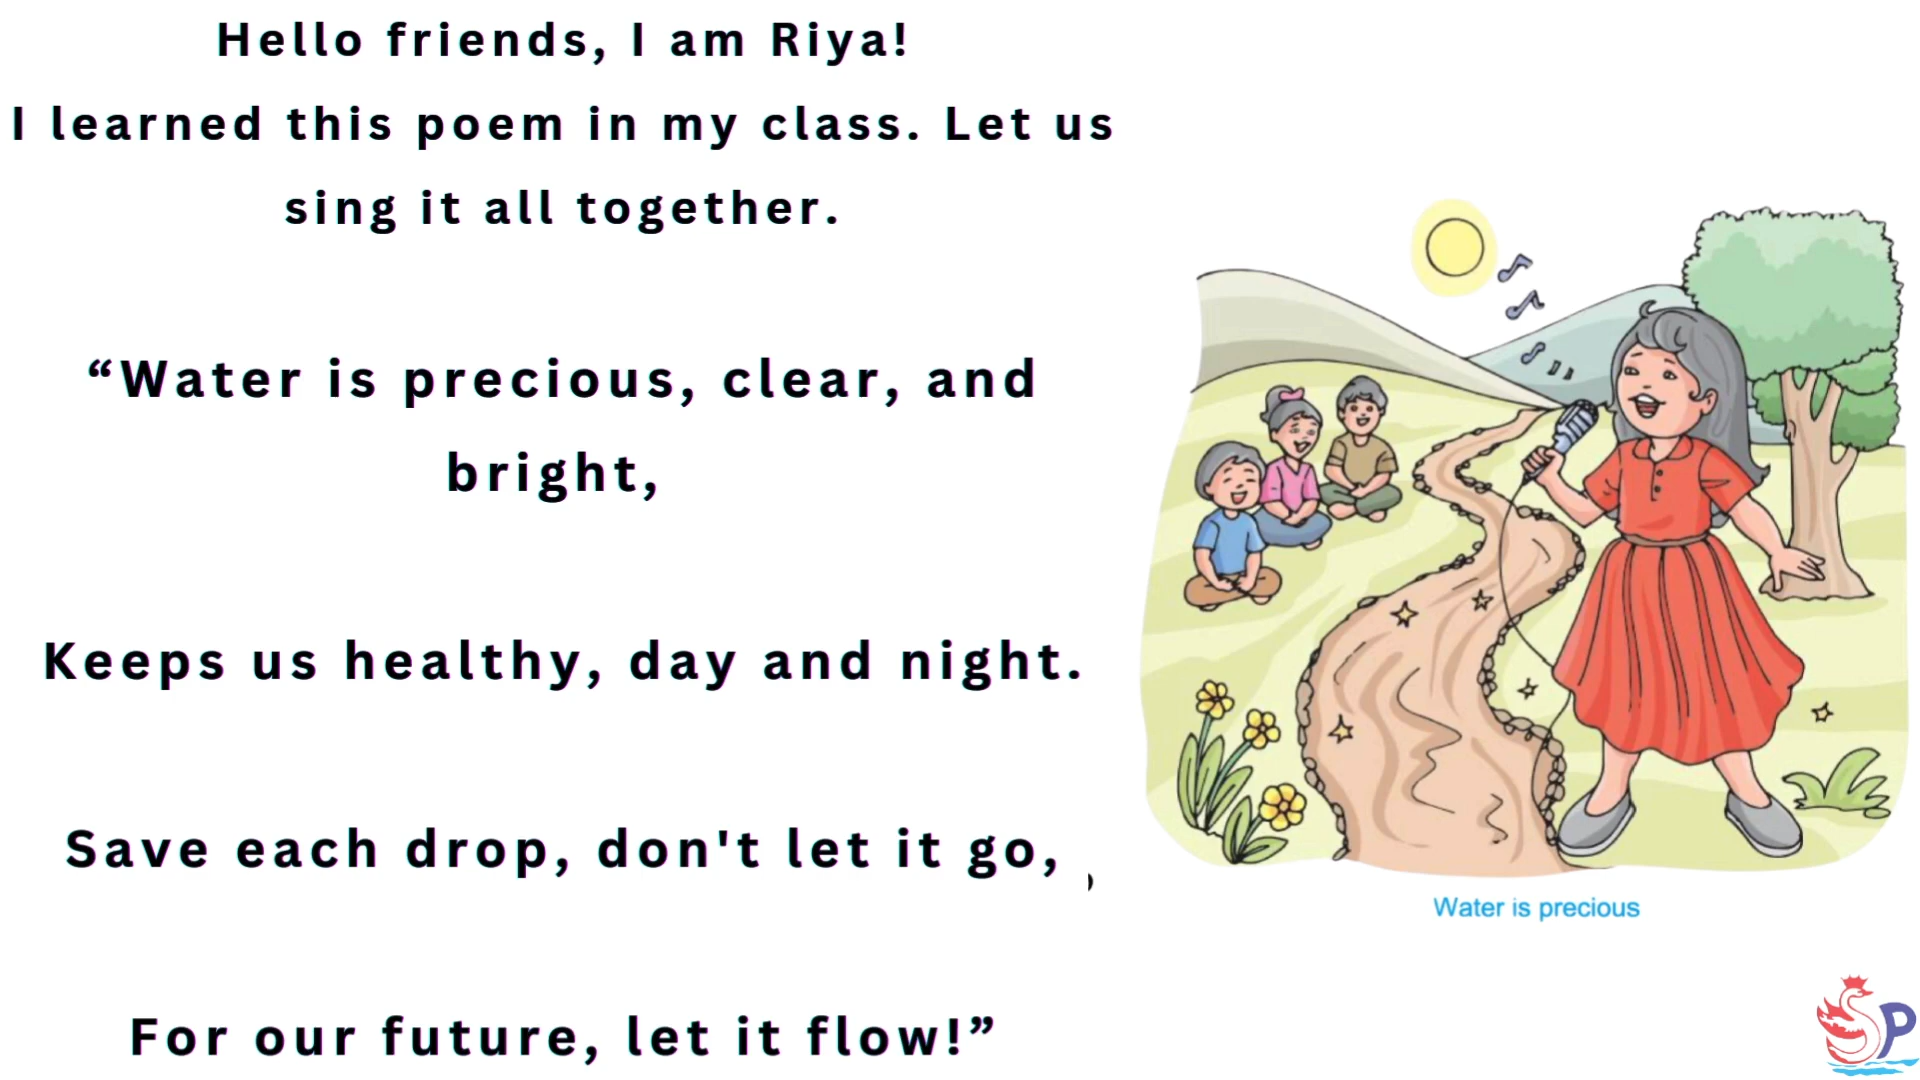 Hello friends, I am Riya!
I learned this poem in my class. Let us
sing it all together.
“Water is precious, clear, and
bright,
Keeps us healthy, day and night.
Save each drop, don't let it go,
,
For our future, let it flow!”
Water is precious
SP